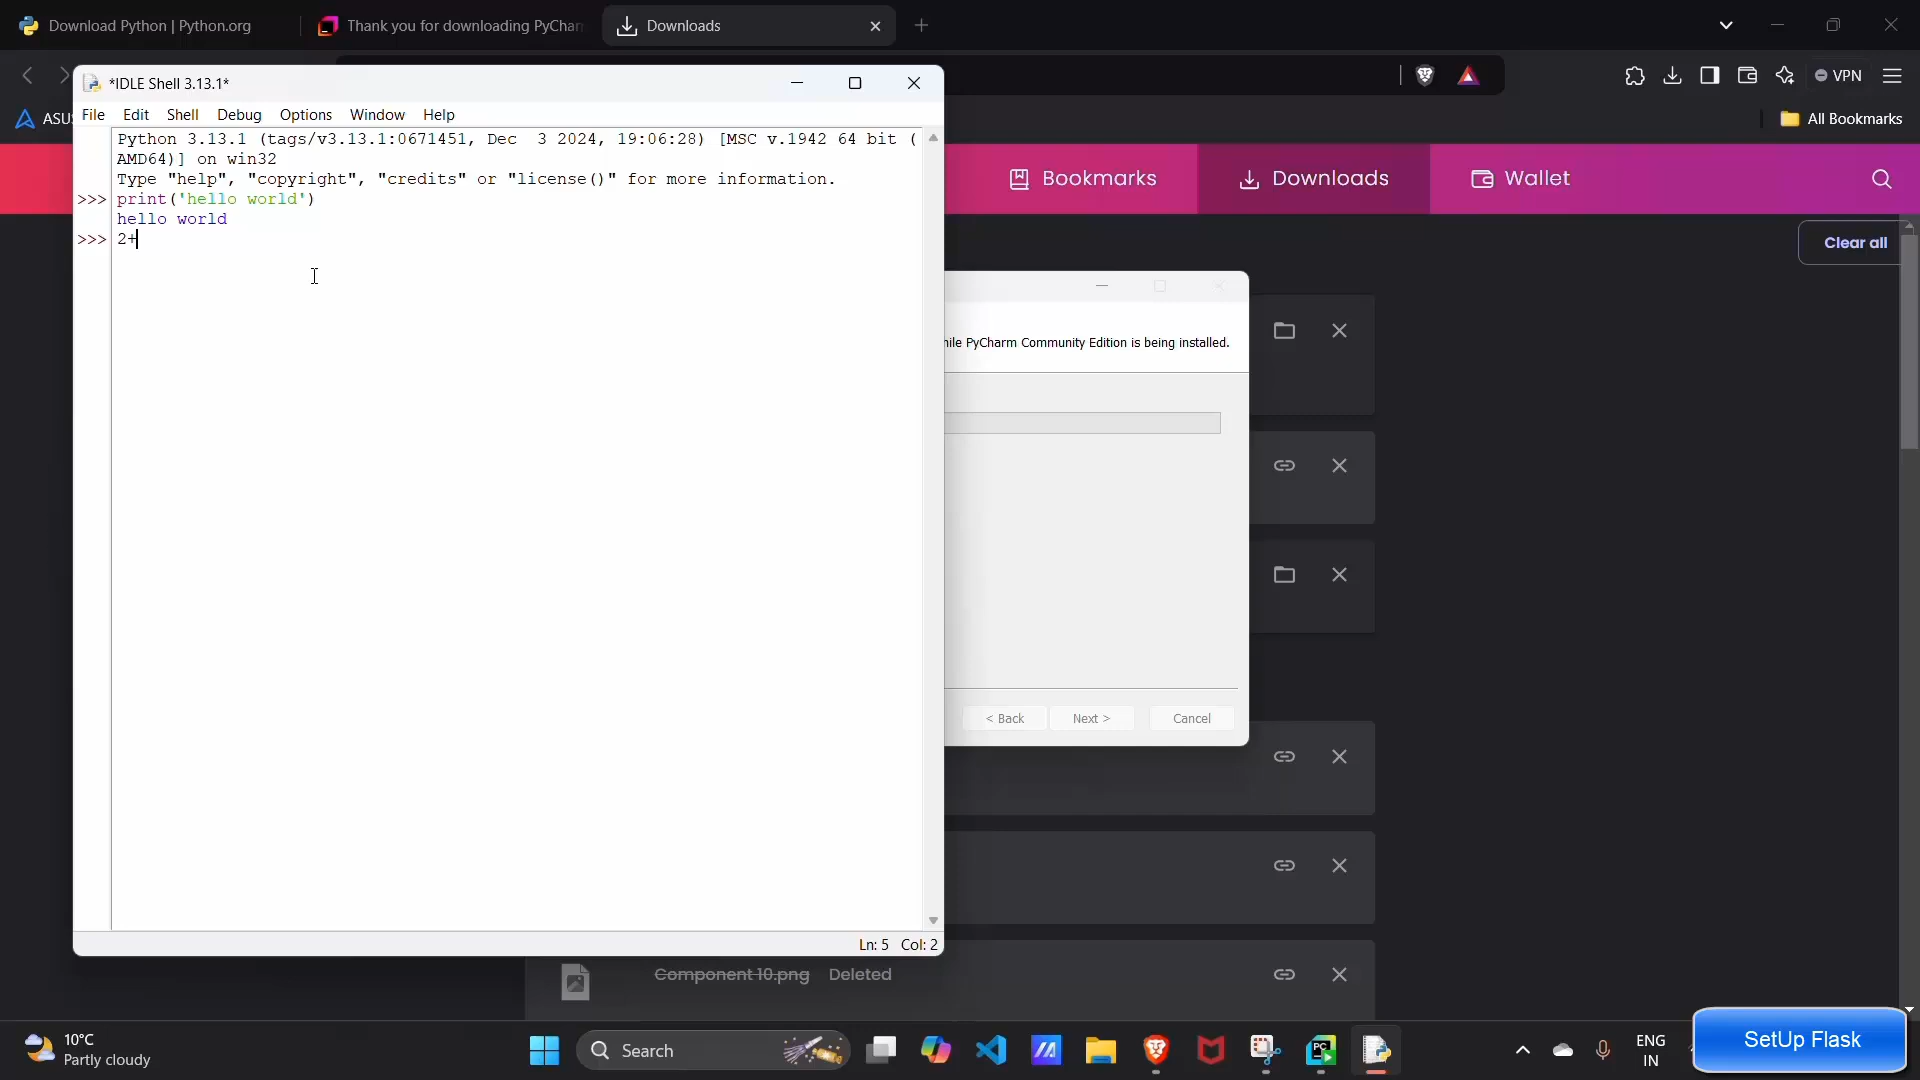 Download Python | Python.org
Thank you for downloading PyChar
Downloads
*IDLE Shell 3.13.1*
VPN
File Edit Shell Debug Options Window Help
ASUS
All Bookmarks
Python 3.13.1 (tags/v3.13.1:0671451, Dec  3 2024, 19:06:28) [MSC v.1942 64 bit (
AMD64)] on win32
Type "help", "copyright", "credits" or "license()" for more information.
>>> print('hello world')
hello world
>>> 2+
Bookmarks
Downloads
Wallet
Clear all
hile PyCharm Community Edition is being installed.
< Back
Next >
Cancel
Ln: 5 Col: 2
Component 10.png Deleted
10°C
Partly cloudy
Search
PC
ENG
IN
SetUp Flask